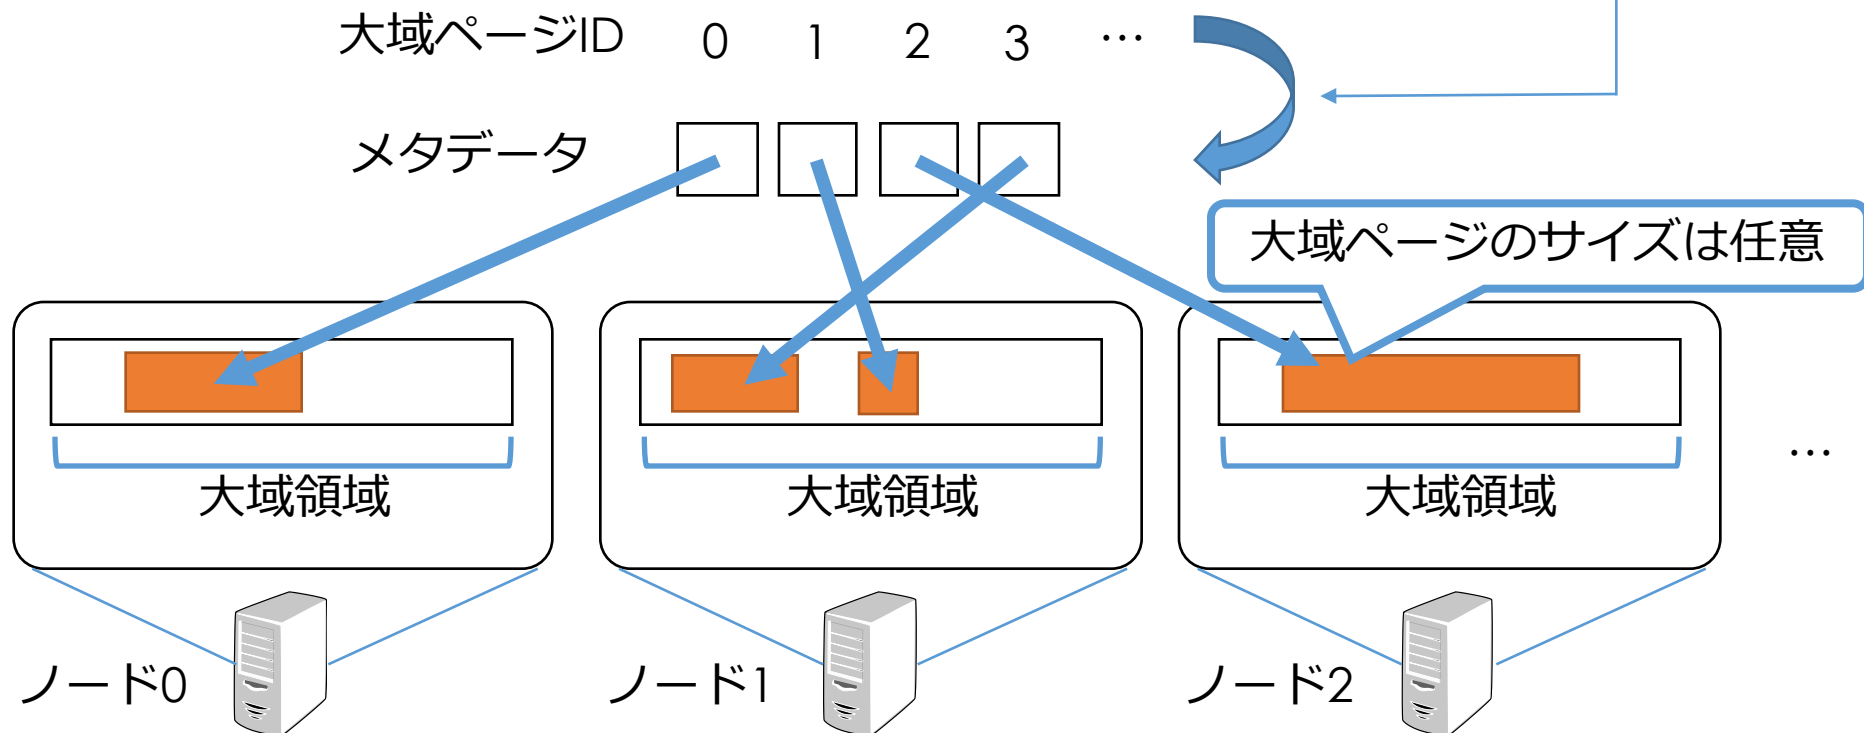 大域ページID 0 1 2 3 …
メタデータ
大域ページのサイズは任意
大域領域 大域領域 大域領域 …
ノード0 ノード1 ノード2